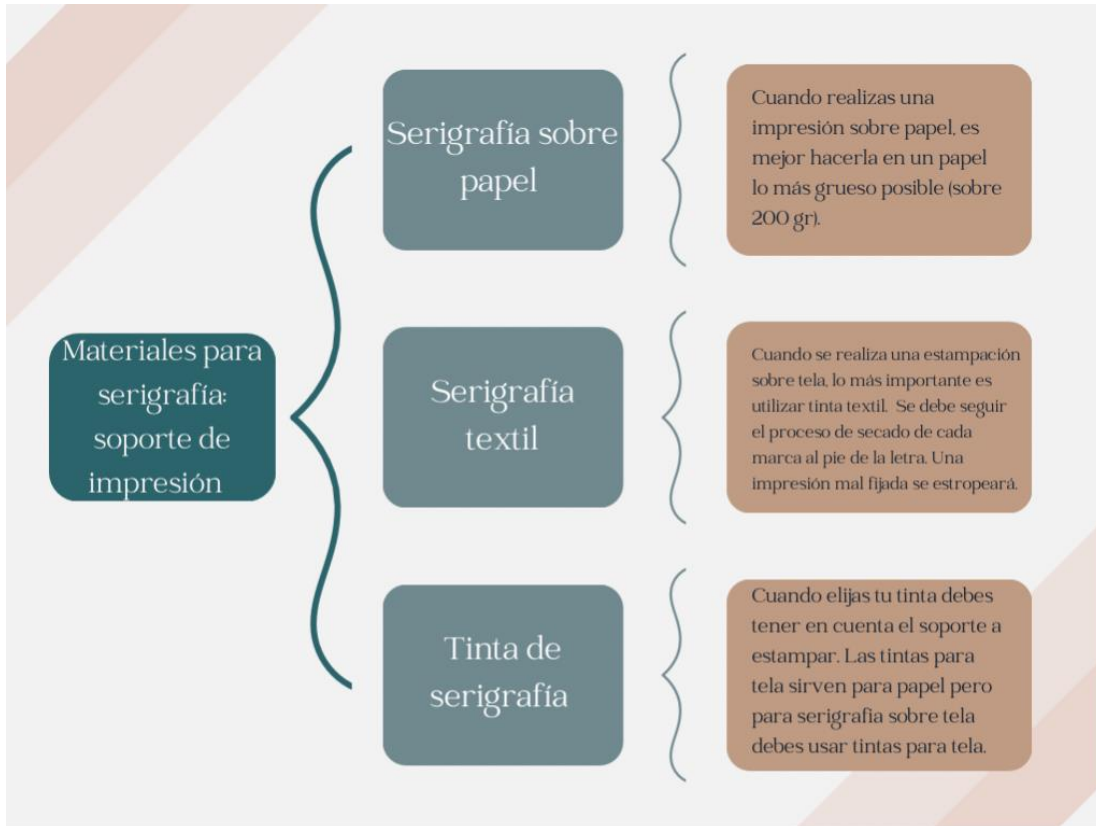 Materiales para
serigrafía:
soporte de
impresión
Serigrafía sobre
papel
Cuando realizas una
impresión sobre papel, es
mejor hacerla en un papel
lo más grueso posible (sobre
200 gr).
Serigrafía
textil
Cuando se realiza una estampación
sobre tela, lo más importante es
utilizar tinta textil. Se debe seguir
el proceso de secado de cada
marca al pie de la letra. Una
impresión mal fijada se estropeará.
Tinta de
serigrafía
Cuando elijas tu tinta debes
tener en cuenta el soporte a
estampar. Las tintas para
tela sirven para papel pero
para serigrafia sobre tela
debes usar tintas para tela.